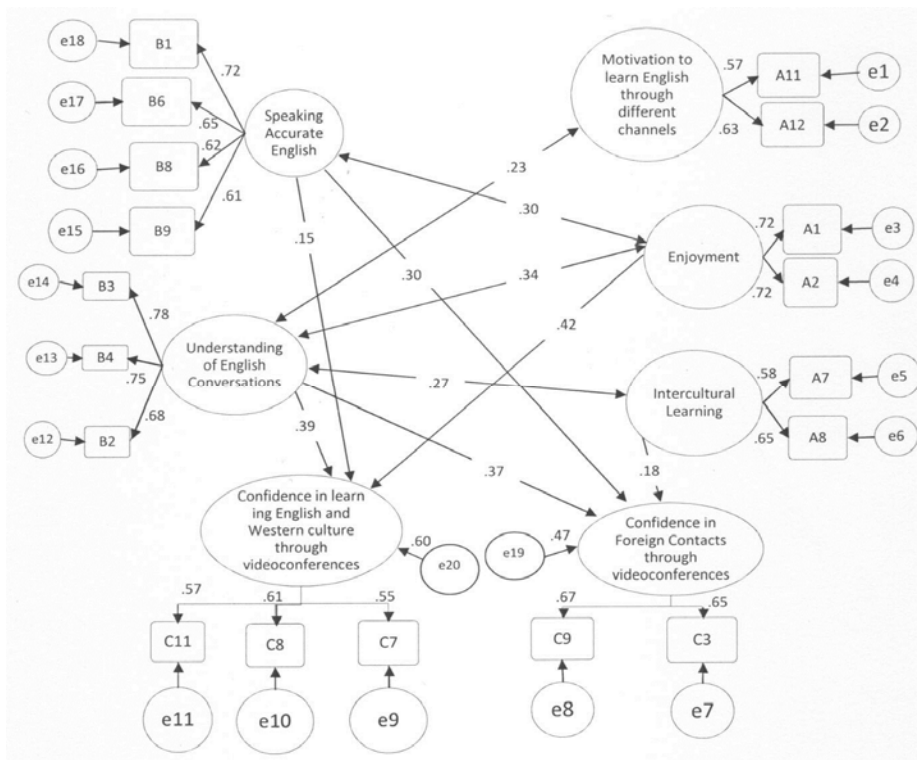 e18
B1
e17
B6
e16
B8
e15
B9
.72
.65
.62
.61
Speaking
Accurate
English
Motivation to
learn English
through
different
channels
.57
.63
A11
A12
e1
e2
.23
.30
.15
.30
.34
Enjoyment
.72
.72
A1
A2
e3
e4
e14
B3
e13
B4
e12
B2
.78
.75
.68
Understanding
of English
Conversations
.42
.27
Intercultural
Learning
.58
.65
A7
A8
e5
e6
.39
.37
.18
Confidence in learn
ing English and
Western culture
through
videoconferences
.60
e20
e19
.47
Confidence in
Foreign Contacts
through
videoconferences
.57
.61
.55
C11
C8
C7
e11
e10
e9
.67
.65
C9
C3
e8
e7